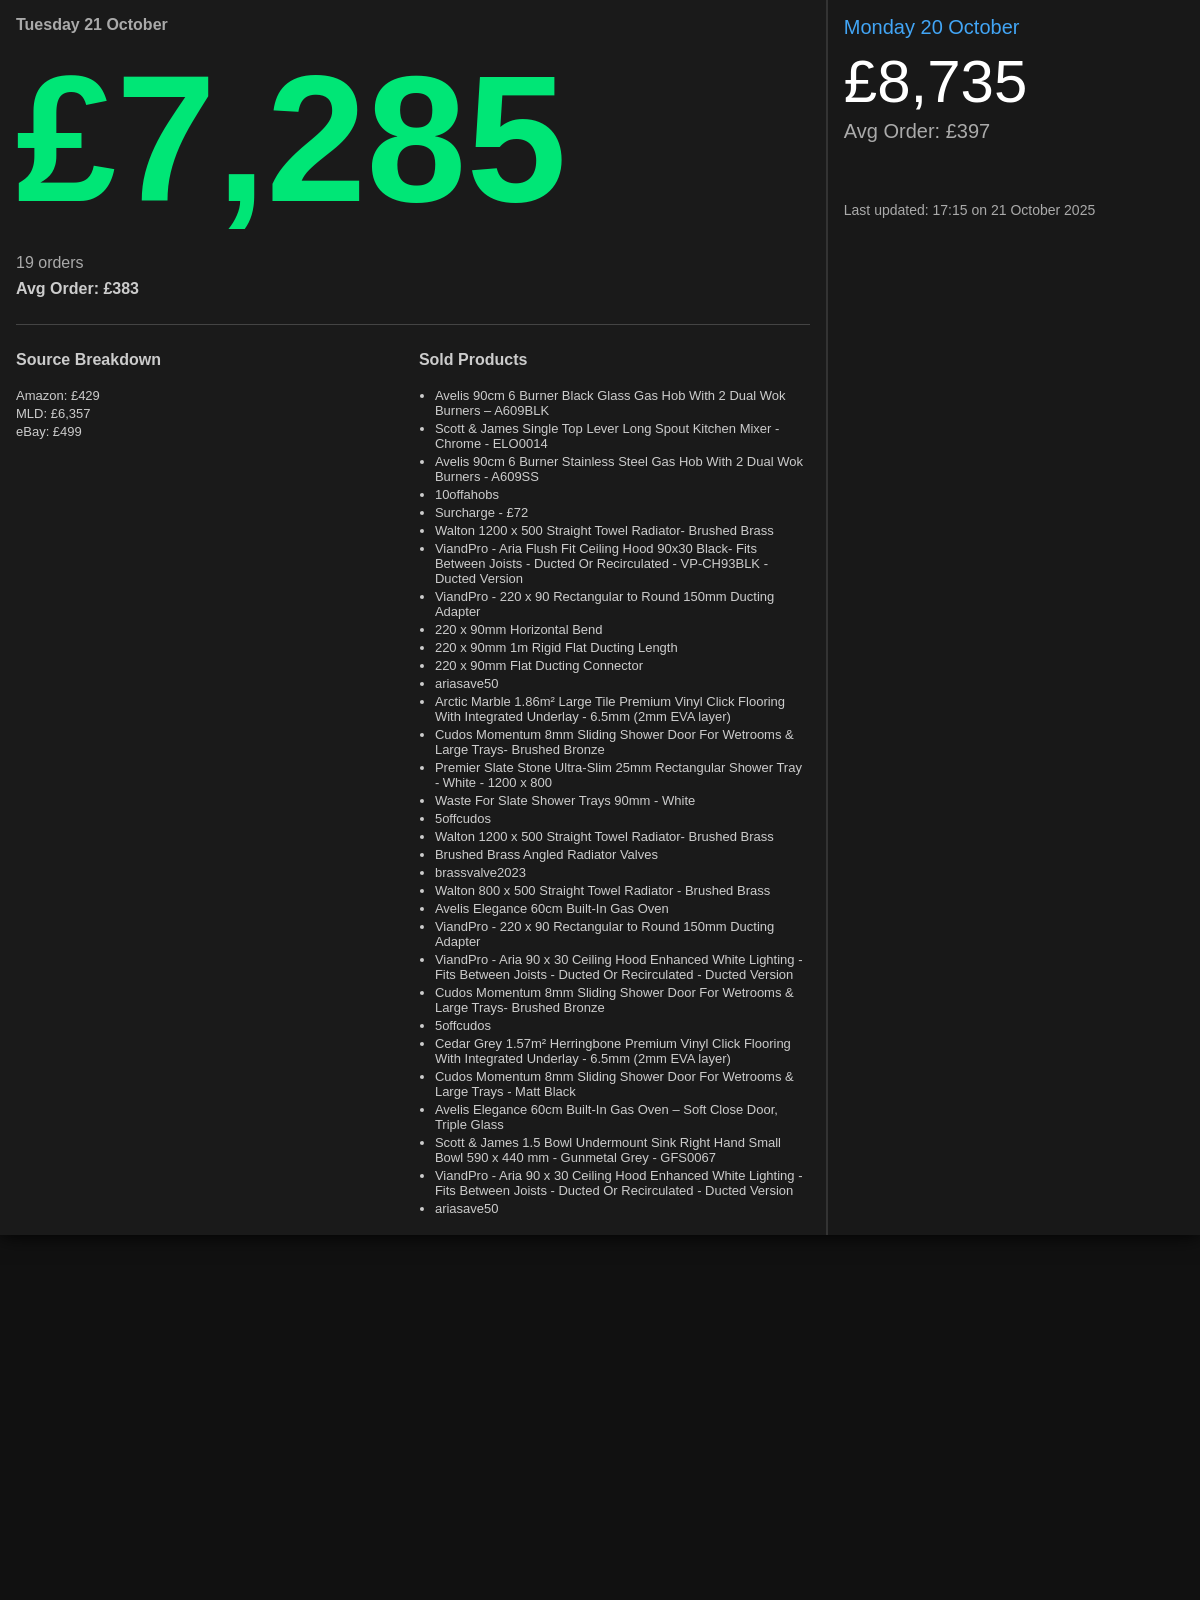 Tuesday 21 October
£7,285
19 orders
Avg Order: £383
Source Breakdown
Amazon: £429
MLD: £6,357
eBay: £499
Sold Products
• Avelis 90cm 6 Burner Black Glass Gas Hob With 2 Dual Wok
Burners – A609BLK
• Scott & James Single Top Lever Long Spout Kitchen Mixer -
Chrome - ELO0014
• Avelis 90cm 6 Burner Stainless Steel Gas Hob With 2 Dual Wok
Burners - A609SS
• 10offahobs
• Surcharge - £72
• Walton 1200 x 500 Straight Towel Radiator- Brushed Brass
• ViandPro - Aria Flush Fit Ceiling Hood 90x30 Black- Fits
Between Joists - Ducted Or Recirculated - VP-CH93BLK -
Ducted Version
• ViandPro - 220 x 90 Rectangular to Round 150mm Ducting
Adapter
• 220 x 90mm Horizontal Bend
• 220 x 90mm 1m Rigid Flat Ducting Length
• 220 x 90mm Flat Ducting Connector
• ariasave50
• Arctic Marble 1.86m² Large Tile Premium Vinyl Click Flooring
With Integrated Underlay - 6.5mm (2mm EVA layer)
• Cudos Momentum 8mm Sliding Shower Door For Wetrooms &
Large Trays- Brushed Bronze
• Premier Slate Stone Ultra-Slim 25mm Rectangular Shower Tray
- White - 1200 x 800
• Waste For Slate Shower Trays 90mm - White
• 5offcudos
• Walton 1200 x 500 Straight Towel Radiator- Brushed Brass
• Brushed Brass Angled Radiator Valves
• brassvalve2023
• Walton 800 x 500 Straight Towel Radiator - Brushed Brass
• Avelis Elegance 60cm Built-In Gas Oven
• ViandPro - 220 x 90 Rectangular to Round 150mm Ducting
Adapter
• ViandPro - Aria 90 x 30 Ceiling Hood Enhanced White Lighting -
Fits Between Joists - Ducted Or Recirculated - Ducted Version
• Cudos Momentum 8mm Sliding Shower Door For Wetrooms &
Large Trays- Brushed Bronze
• 5offcudos
• Cedar Grey 1.57m² Herringbone Premium Vinyl Click Flooring
With Integrated Underlay - 6.5mm (2mm EVA layer)
• Cudos Momentum 8mm Sliding Shower Door For Wetrooms &
Large Trays - Matt Black
• Avelis Elegance 60cm Built-In Gas Oven – Soft Close Door,
Triple Glass
• Scott & James 1.5 Bowl Undermount Sink Right Hand Small
Bowl 590 x 440 mm - Gunmetal Grey - GFS0067
• ViandPro - Aria 90 x 30 Ceiling Hood Enhanced White Lighting -
Fits Between Joists - Ducted Or Recirculated - Ducted Version
• ariasave50
Monday 20 October
£8,735
Avg Order: £397
Last updated: 17:15 on 21 October 2025